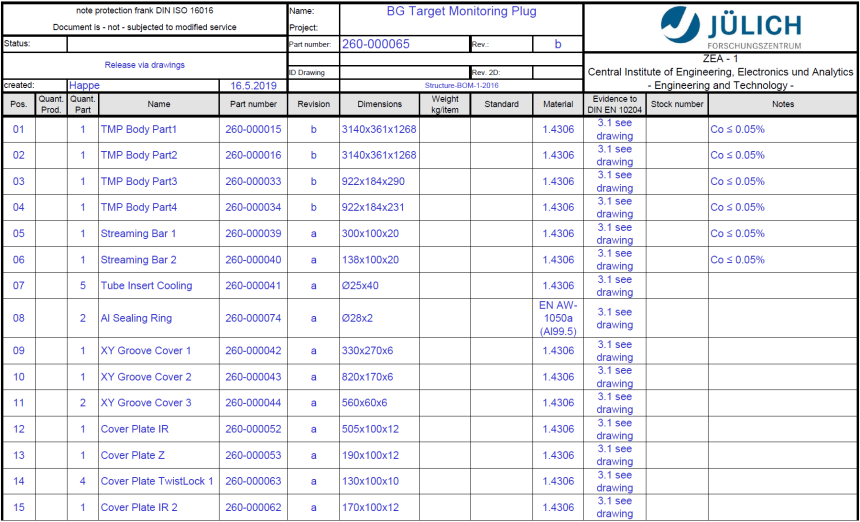 note protection frank DIN ISO 16016
Document is - not - subjected to modified service
Name: BG Target Monitoring Plug
Project:
Status:
Part number: 260-000065 Rev.: b
Release via drawings
ID Drawing Rev. 2D:
created: Happe 16.5.2019 Structure-BOM-1-2016
JÜLICH
FORSCHUNGSZENTRUM
ZEA - 1
Central Institute of Engineering, Electronics und Analytics
- Engineering and Technology -
Pos. Quant. Prod. Quant. Part Name Part number Revision Dimensions Weight kg/item Standard Material Evidence to DIN EN 10204 Stock number Notes
01 1 TMP Body Part1 260-000015 b 3140x361x1268 1.4306 3.1 see drawing Co ≤ 0.05%
02 1 TMP Body Part2 260-000016 b 3140x361x1268 1.4306 3.1 see drawing Co ≤ 0.05%
03 1 TMP Body Part3 260-000033 b 922x184x290 1.4306 3.1 see drawing Co ≤ 0.05%
04 1 TMP Body Part4 260-000034 b 922x184x231 1.4306 3.1 see drawing Co ≤ 0.05%
05 1 Streaming Bar 1 260-000039 a 300x100x20 1.4306 3.1 see drawing Co ≤ 0.05%
06 1 Streaming Bar 2 260-000040 a 138x100x20 1.4306 3.1 see drawing Co ≤ 0.05%
07 5 Tube Insert Cooling 260-000041 a Ø25x40 1.4306 3.1 see drawing
08 2 Al Sealing Ring 260-000074 a Ø28x2 EN AW-1050a (Al99.5) 3.1 see drawing
09 1 XY Groove Cover 1 260-000042 a 330x270x6 1.4306 3.1 see drawing
10 1 XY Groove Cover 2 260-000043 a 820x170x6 1.4306 3.1 see drawing
11 2 XY Groove Cover 3 260-000044 a 560x60x6 1.4306 3.1 see drawing
12 1 Cover Plate IR 260-000052 a 505x100x12 1.4306 3.1 see drawing
13 1 Cover Plate Z 260-000053 a 190x100x12 1.4306 3.1 see drawing
14 4 Cover Plate TwistLock 1 260-000063 a 130x100x10 1.4306 3.1 see drawing
15 1 Cover Plate IR 2 260-000062 a 170x100x12 1.4306 3.1 see drawing